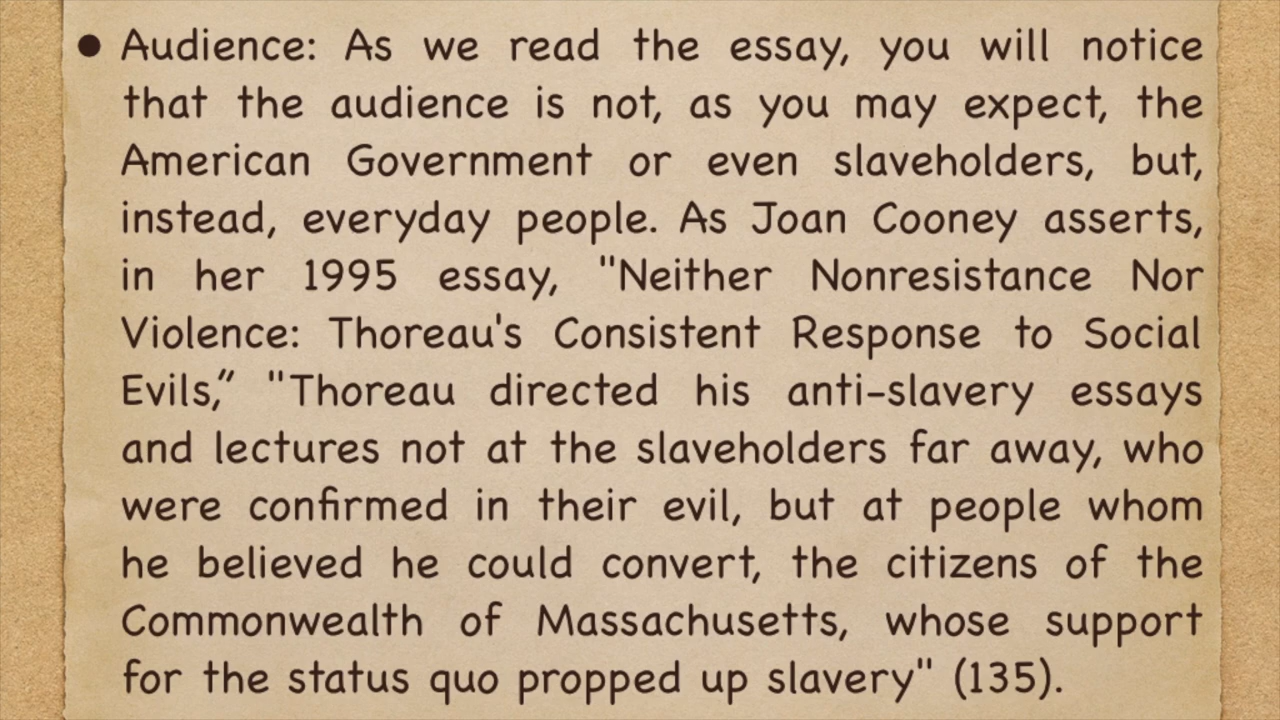 • Audience: As we read the essay, you will notice
that the audience is not, as you may expect, the
American Government or even slaveholders, but,
instead, everyday people. As Joan Cooney asserts,
in her 1995 essay, "Neither Nonresistance Nor
Violence: Thoreau's Consistent Response to Social
Evils,” "Thoreau directed his anti-slavery essays
and lectures not at the slaveholders far away, who
were confirmed in their evil, but at people whom
he believed he could convert, the citizens of the
Commonwealth of Massachusetts, whose support
for the status quo propped up slavery" (135).